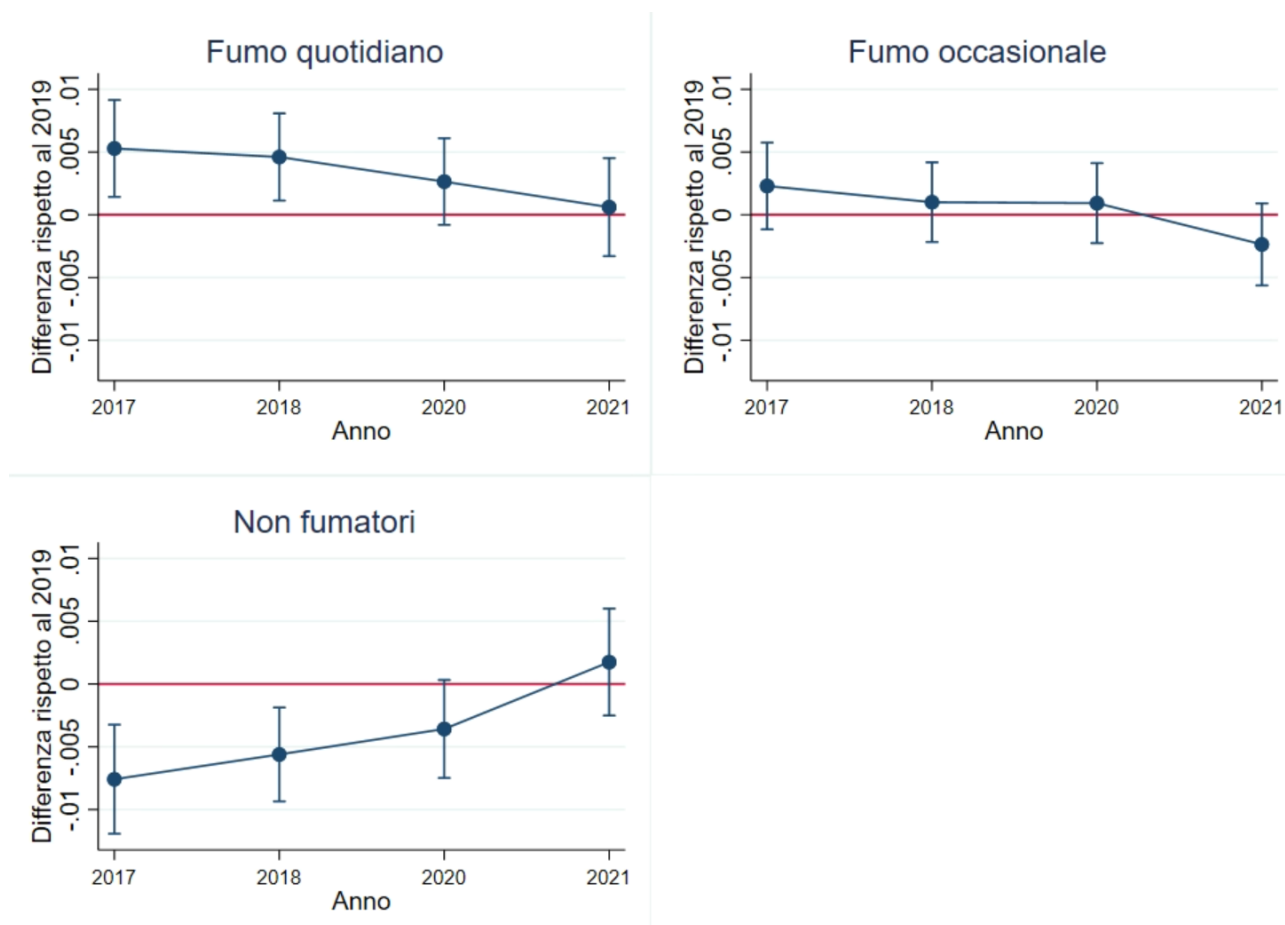 Fumo quotidiano
Differenza rispetto al 2019
.01
.005
0
-.005
-.01
2017 2018 2020 2021
Anno
Fumo occasionale
Differenza rispetto al 2019
.01
.005
0
-.005
-.01
2017 2018 2020 2021
Anno
Non fumatori
Differenza rispetto al 2019
.01
.005
0
-.005
-.01
2017 2018 2020 2021
Anno